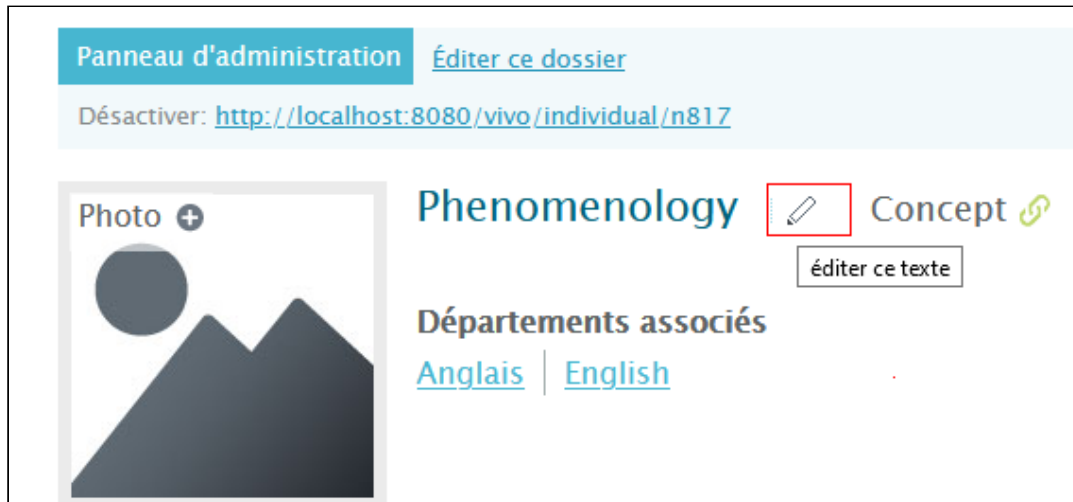 Panneau d'administration Éditer ce dossier
Désactiver: http://localhost:8080/vivo/individual/n817
Photo
Phenomenology Concept
éditer ce texte
Départements associés
Anglais English